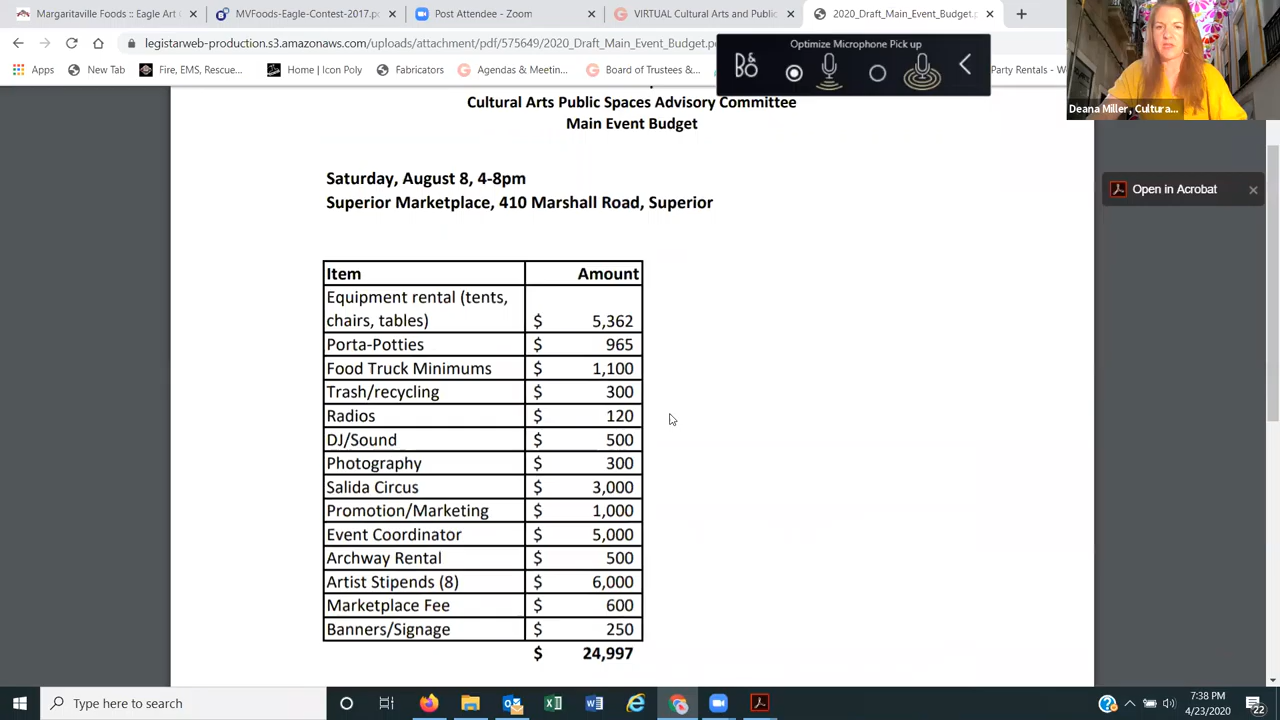 Margaritaville Foods :: Eagle Art C
MVFoods-Eagle-Contest-2017.p
Post Attendee - Zoom
VIRTUAL Cultural Arts and Public
2020_Draft_Main_Event_Budget.p
legistarweb-production.s3.amazonaws.com/uploads/attachment/pdf/575649/2020_Draft_Main_Event_Budget.p
Optimize Microphone Pick up
BO
Apps
New Tab
Fire, EMS, Rescue...
Home | Icon Poly
Fabricators
Agendas & Meetin...
Board of Trustees &...
Party Rentals - Wo
Deana Miller, Cultura...
Cultural Arts Public Spaces Advisory Committee
Main Event Budget
Saturday, August 8, 4-8pm
Superior Marketplace, 410 Marshall Road, Superior
Open in Acrobat
Item Amount
Equipment rental (tents,
chairs, tables) $ 5,362
Porta-Potties $ 965
Food Truck Minimums $ 1,100
Trash/recycling $ 300
Radios $ 120
DJ/Sound $ 500
Photography $ 300
Salida Circus $ 3,000
Promotion/Marketing $ 1,000
Event Coordinator $ 5,000
Archway Rental $ 500
Artist Stipends (8) $ 6,000
Marketplace Fee $ 600
Banners/Signage $ 250
$ 24,997
Type here to search
7:38 PM
4/23/2020
22